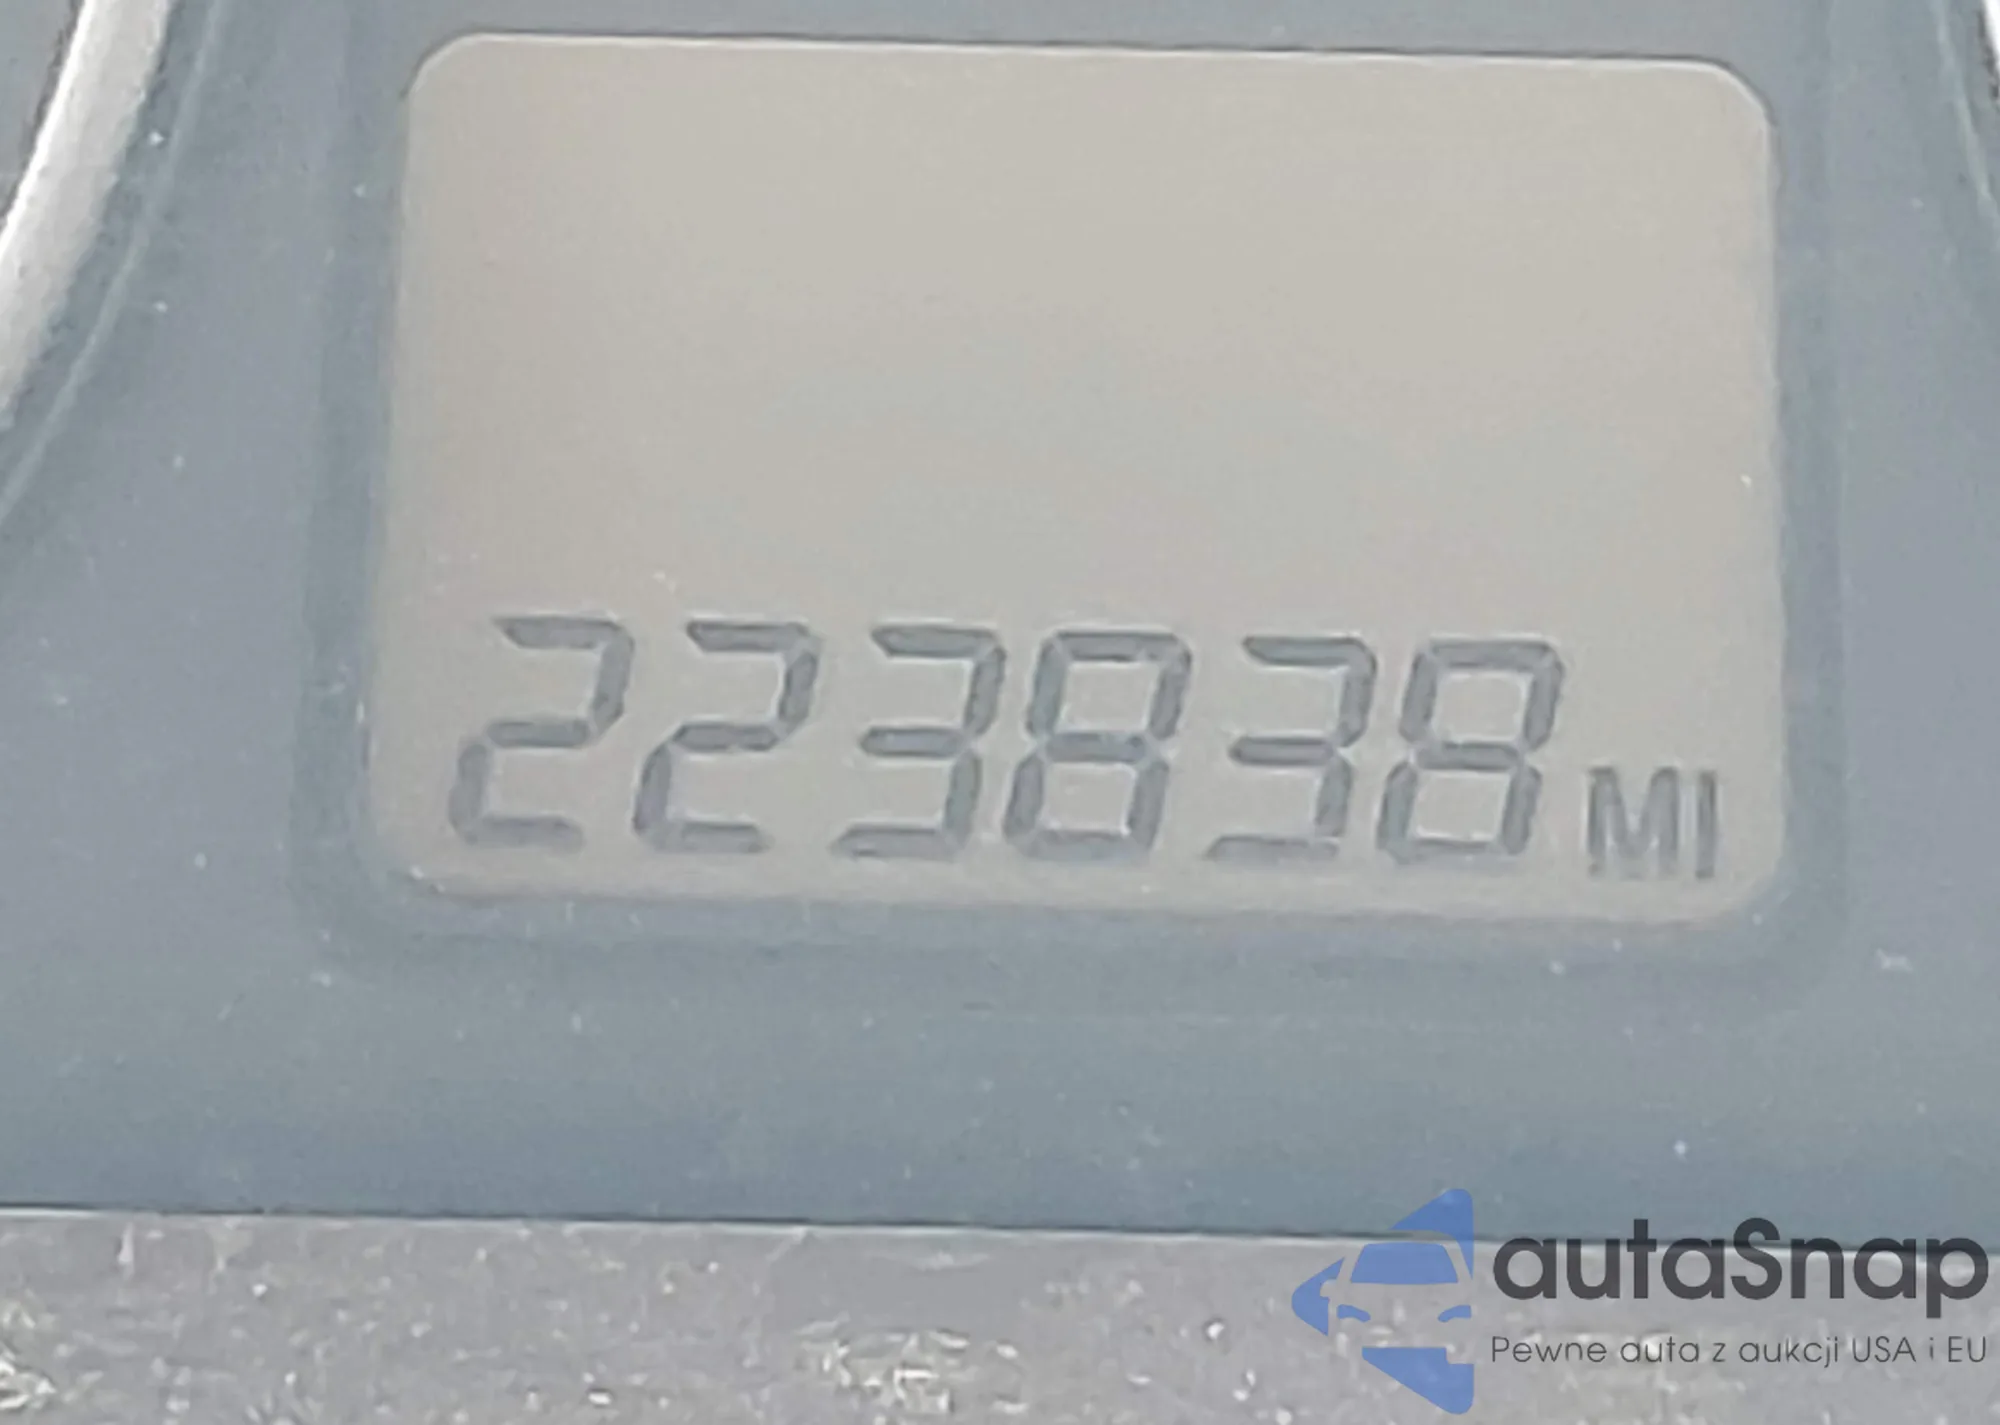 223838 MI
autaSnap
Pewne auta z aukcji USA i EU